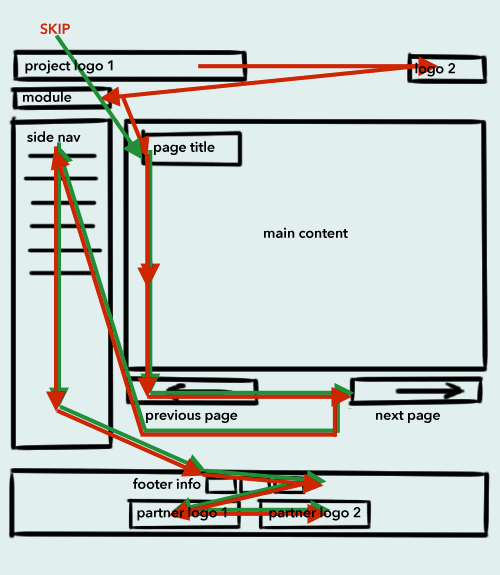 SKIP
project logo 1
logo 2
module
side nav
page title
main content
previous page
next page
footer info
partner logo 1
partner logo 2